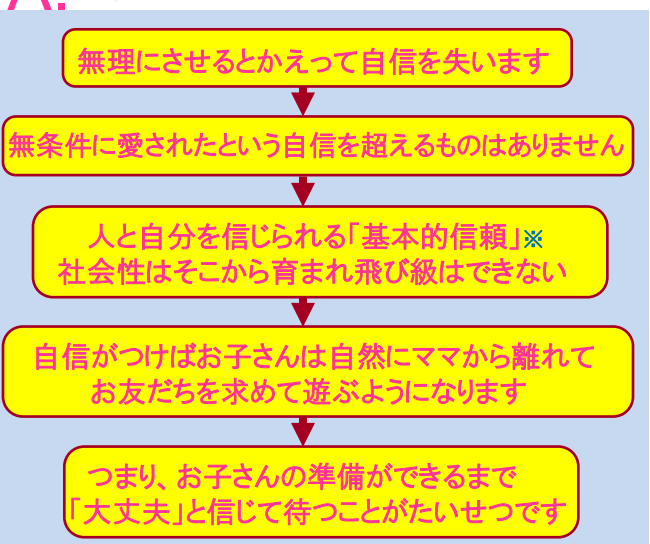 無理にさせるとかえって自信を失います
無条件に愛されたという自信を超えるものはありません
人と自分を信じられる「基本的信頼」※
社会性はそこから育まれ飛び級はできない
自信がつけばお子さんは自然にママから離れて
お友だちを求めて遊ぶようになります
つまり、お子さんの準備ができるまで
「大丈夫」と信じて待つことがたいせつです